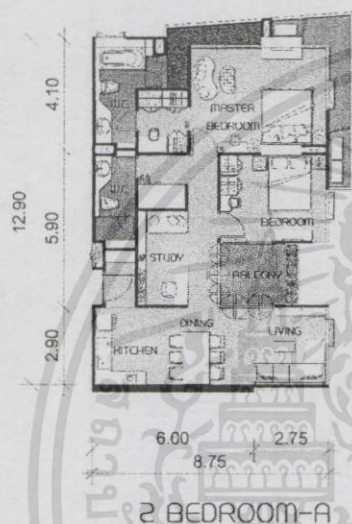 4.10
W.C
MASTER
BEDROOM
12.90
5.90
BEDROOM
STUDY
BALCONY
2.90
DINING
LIVING
KITCHEN
6.00 2.75
8.75
2 BEDROOM-A